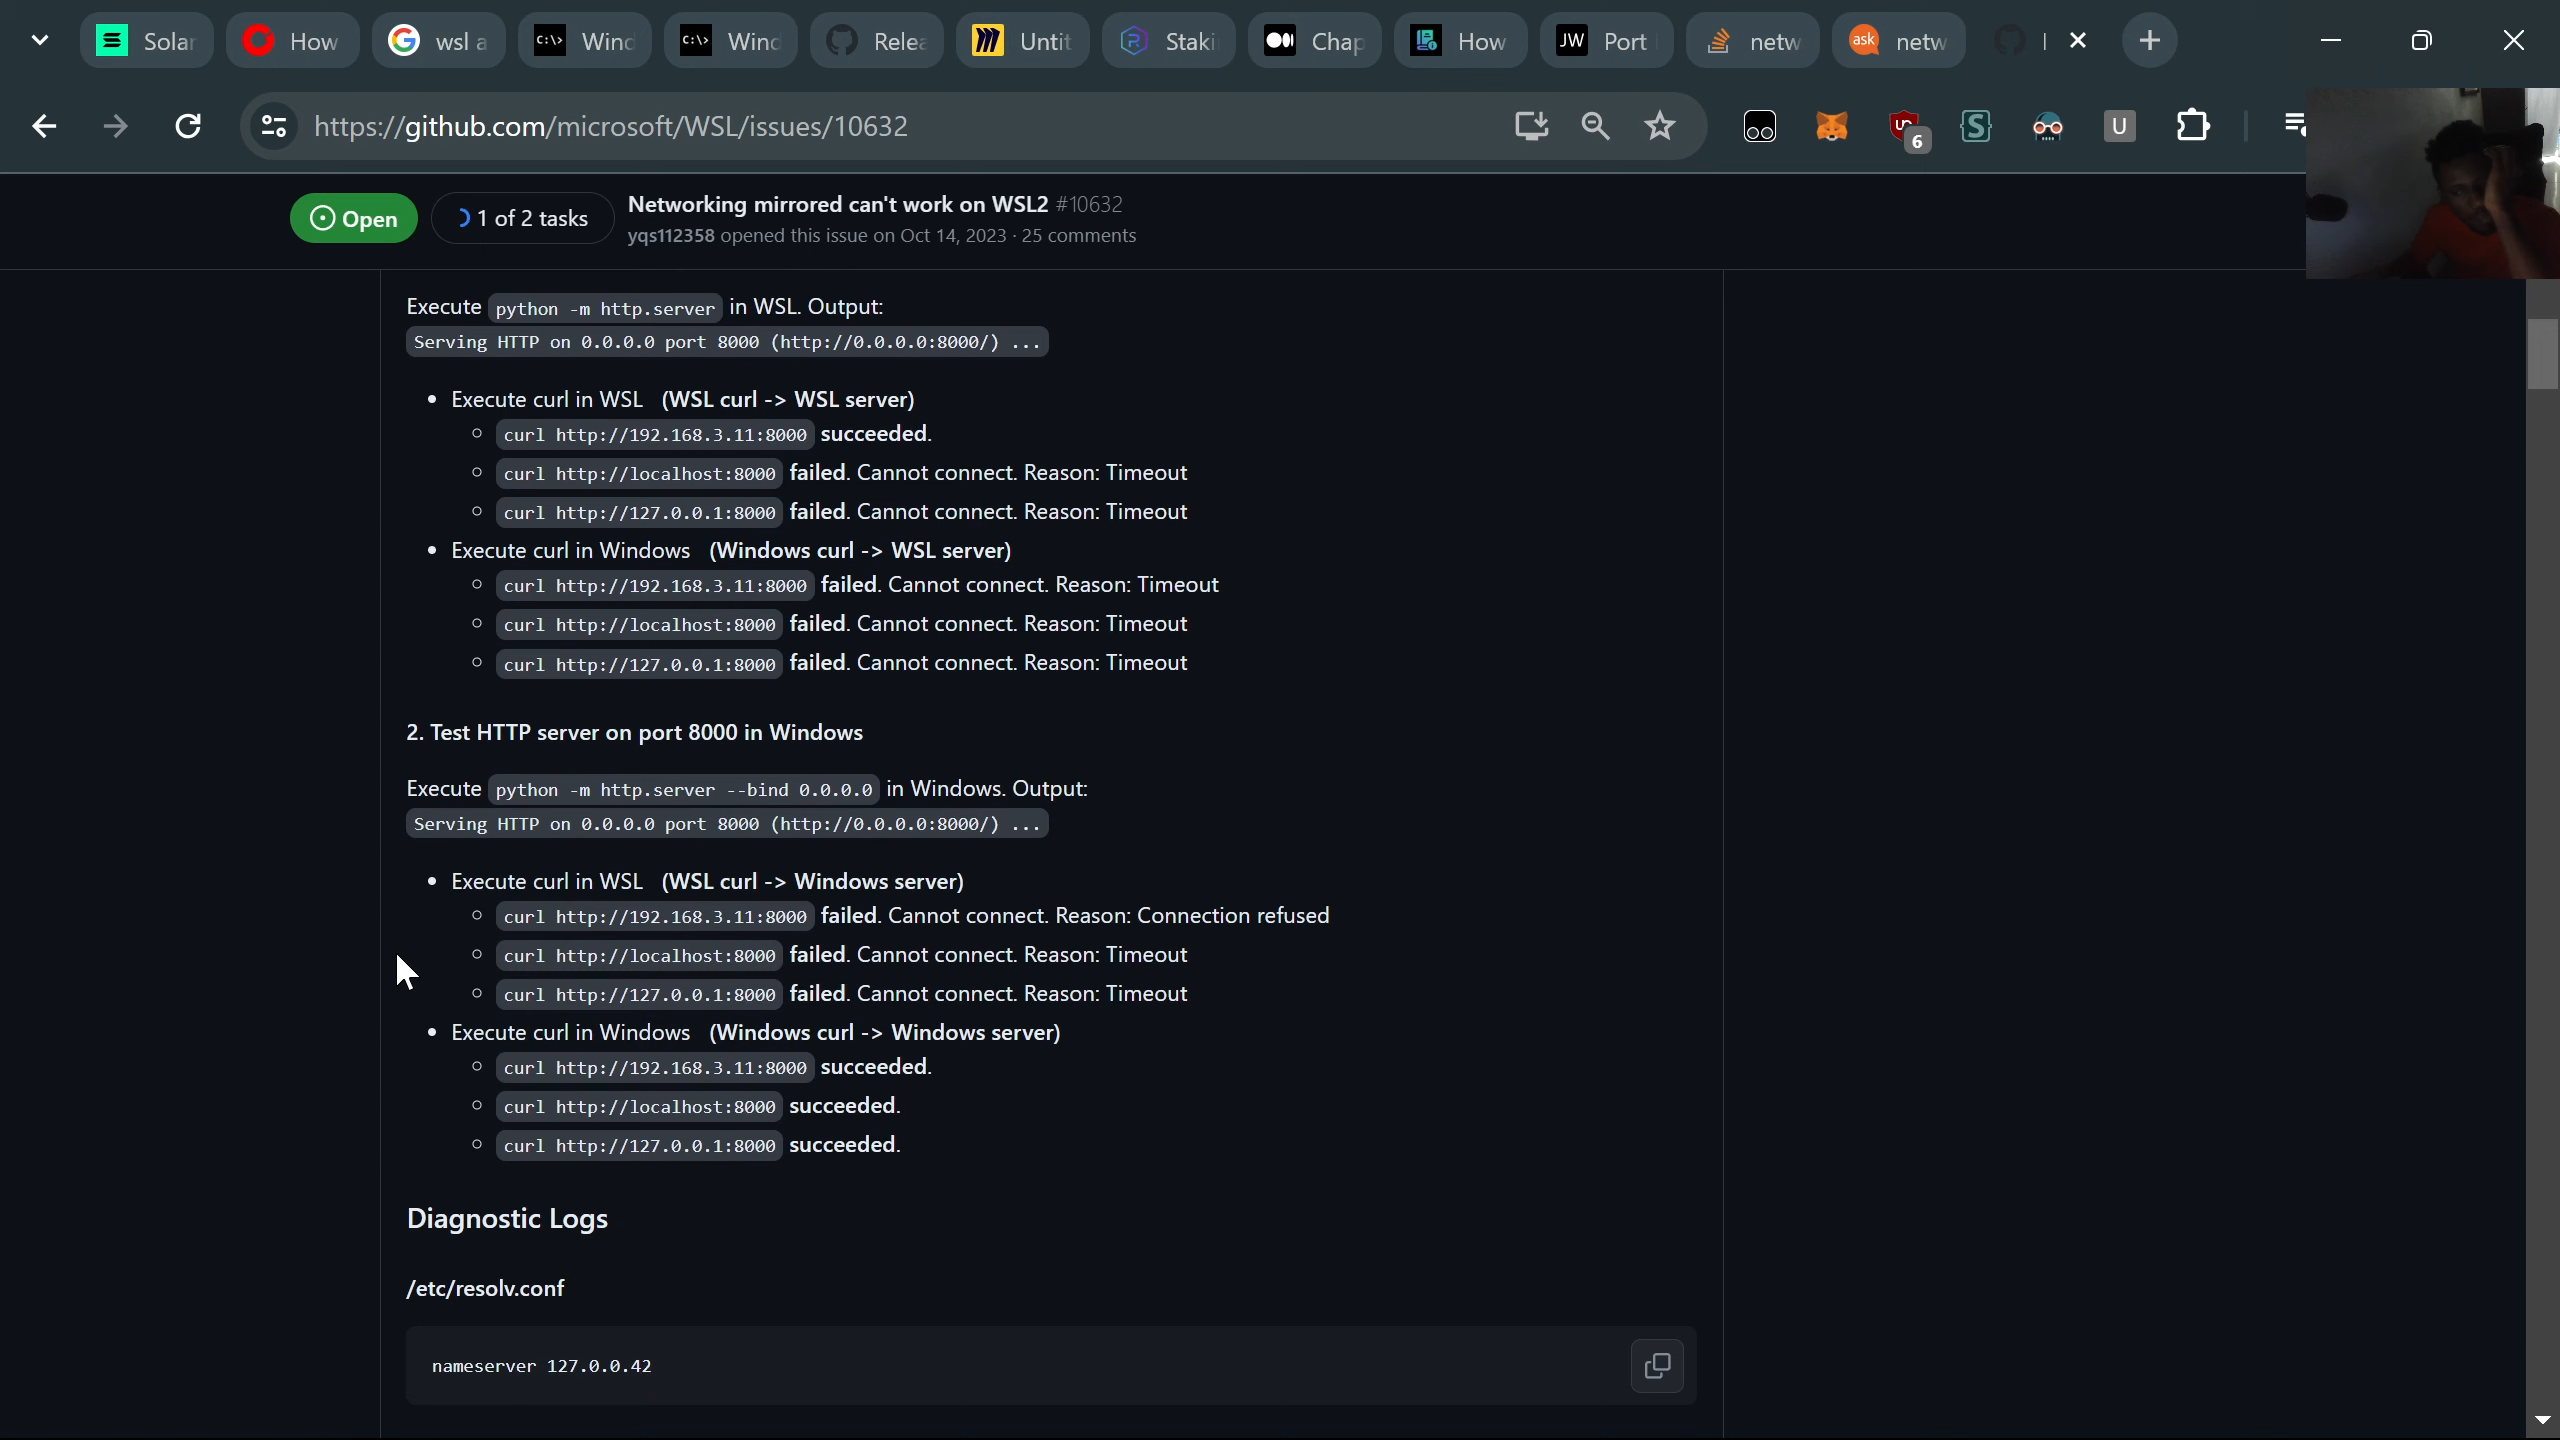 Solar
How
wsl a
Wind
Wind
Relea
Untit
Staki
Chap
How
Port
netw
netw
https://github.com/microsoft/WSL/issues/10632
6
U
Open
1 of 2 tasks
Networking mirrored can't work on WSL2 #10632
yqs112358 opened this issue on Oct 14, 2023 · 25 comments
Execute python -m http.server in WSL. Output:
Serving HTTP on 0.0.0.0 port 8000 (http://0.0.0.0:8000/) ...
Execute curl in WSL (WSL curl -> WSL server)
curl http://192.168.3.11:8000 succeeded.
curl http://localhost:8000 failed. Cannot connect. Reason: Timeout
curl http://127.0.0.1:8000 failed. Cannot connect. Reason: Timeout
Execute curl in Windows (Windows curl -> WSL server)
curl http://192.168.3.11:8000 failed. Cannot connect. Reason: Timeout
curl http://localhost:8000 failed. Cannot connect. Reason: Timeout
curl http://127.0.0.1:8000 failed. Cannot connect. Reason: Timeout
2. Test HTTP server on port 8000 in Windows
Execute python -m http.server --bind 0.0.0.0 in Windows. Output:
Serving HTTP on 0.0.0.0 port 8000 (http://0.0.0.0:8000/) ...
Execute curl in WSL (WSL curl -> Windows server)
curl http://192.168.3.11:8000 failed. Cannot connect. Reason: Connection refused
curl http://localhost:8000 failed. Cannot connect. Reason: Timeout
curl http://127.0.0.1:8000 failed. Cannot connect. Reason: Timeout
Execute curl in Windows (Windows curl -> Windows server)
curl http://192.168.3.11:8000 succeeded.
curl http://localhost:8000 succeeded.
curl http://127.0.0.1:8000 succeeded.
Diagnostic Logs
/etc/resolv.conf
nameserver 127.0.0.42